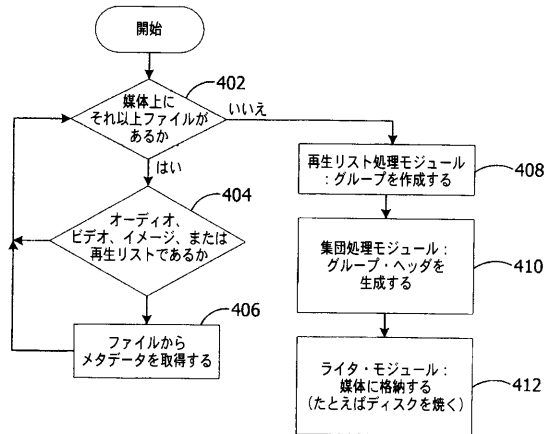 開始
402
媒体上に
それ以上ファイルが
あるか
いいえ
はい
404
オーディオ、
ビデオ、イメージ、または
再生リストであるか
406
ファイルから
メタデータを取得する
再生リスト処理モジュール
：グループを作成する
408
集団処理モジュール：
グループ・ヘッダを
生成する
410
ライタ・モジュール：
媒体に格納する
（たとえばディスクを焼く）
412